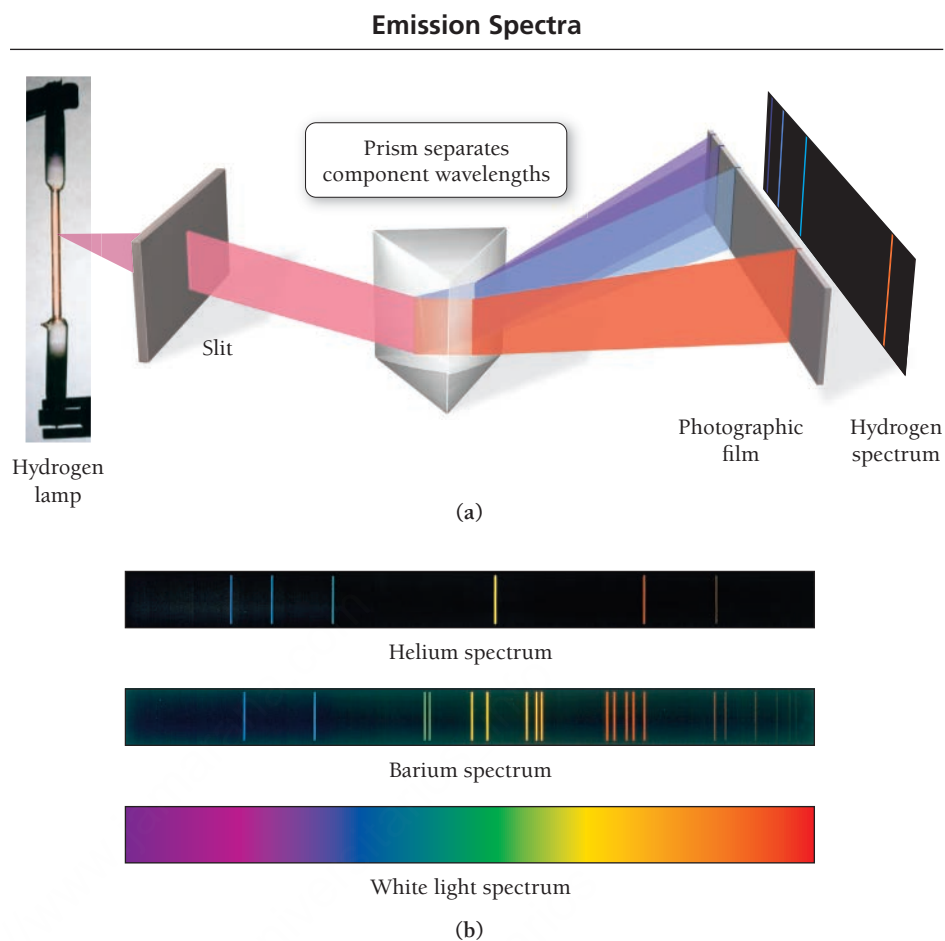 Emission Spectra
Prism separates
component wavelengths
Slit
Hydrogen
lamp
Photographic
film
Hydrogen
spectrum
(a)
Helium spectrum
Barium spectrum
White light spectrum
(b)